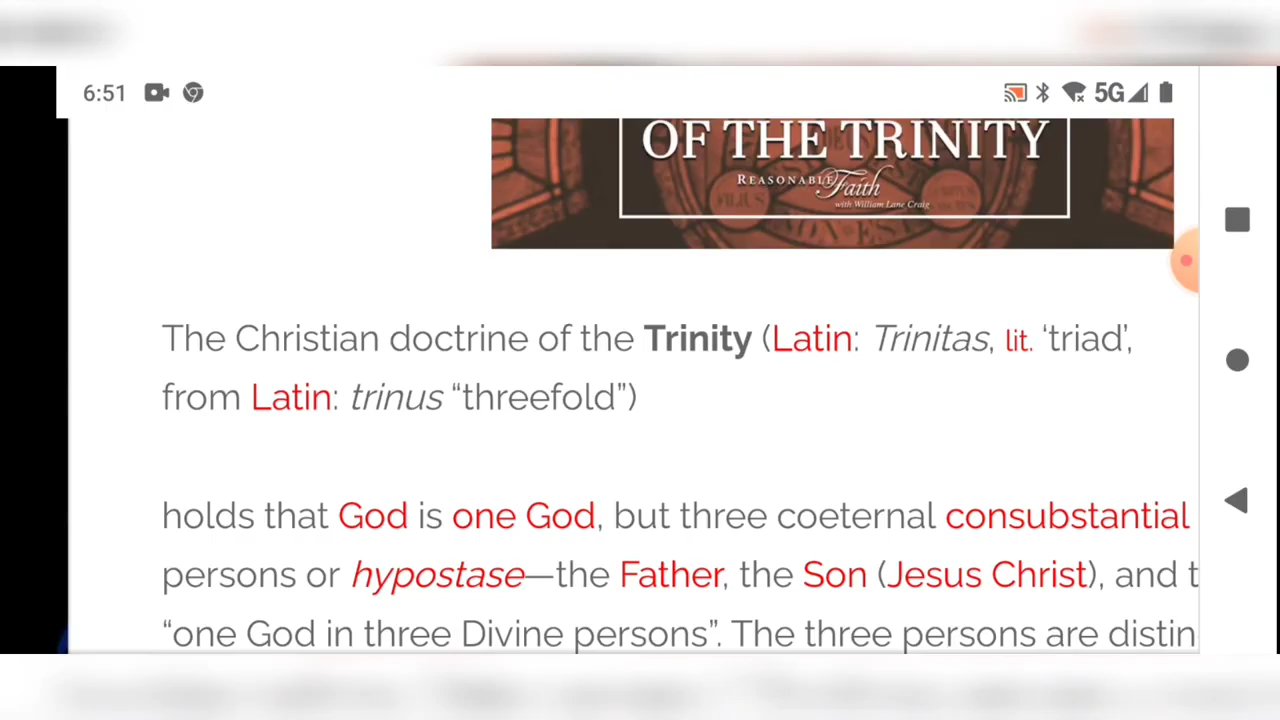 6:51
5G
OF THE TRINITY
REASONABLE Faith
with William Lane Craig
The Christian doctrine of the Trinity (Latin: Trinitas, lit. ‘triad’,
from Latin: trinus “threefold”)
holds that God is one God, but three coeternal consubstantial
persons or hypostase—the Father, the Son (Jesus Christ), and t
“one God in three Divine persons”. The three persons are distin